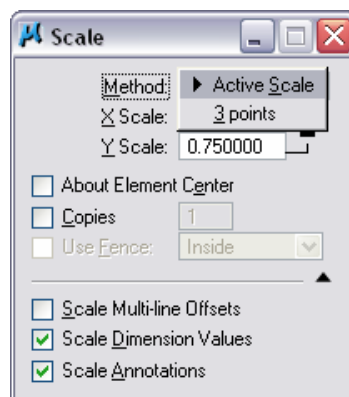 Scale
Method: Active Scale
3 points
X Scale:
Y Scale: 0.750000
About Element Center
Copies 1
Use Fence: Inside
Scale Multi-line Offsets
Scale Dimension Values
Scale Annotations